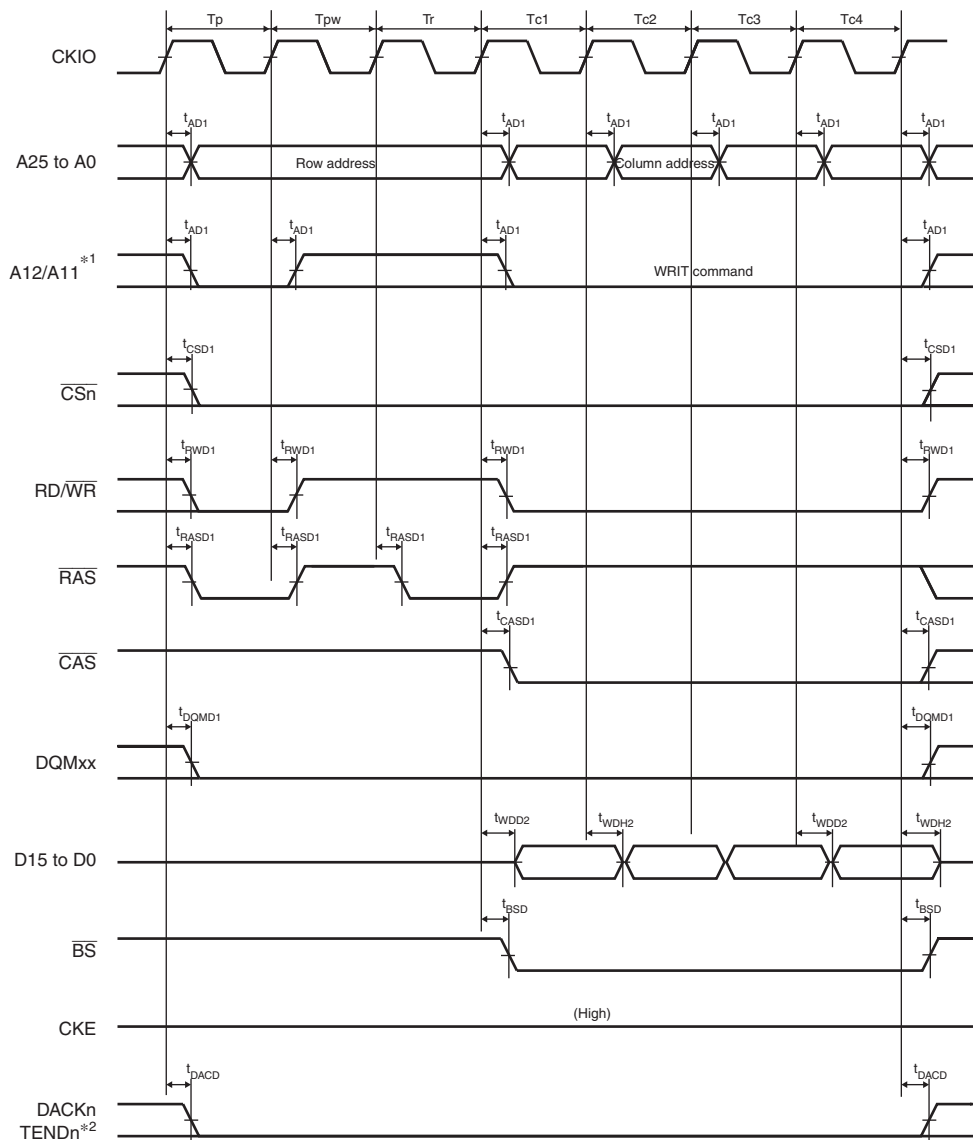 Tp Tpw Tr Tc1 Tc2 Tc3 Tc4
CKIO
tAD1 tAD1 tAD1 tAD1 tAD1 tAD1
A25 to A0 Row address Column address
tAD1 tAD1 tAD1 tAD1
A12/A11*1 WRIT command
tCSD1 tCSD1
CSn
tRWD1 tRWD1 tRWD1 tRWD1
RD/WR
tRASD1 tRASD1 tRASD1 tRASD1
RAS
tCASD1 tCASD1
CAS
tDQMD1 tDQMD1
DQMxx
tWDD2 tWDH2 tWDD2 tWDH2
D15 to D0
tBSD tBSD
BS
(High)
CKE
tDACD tDACD
DACKn
TENDn*2